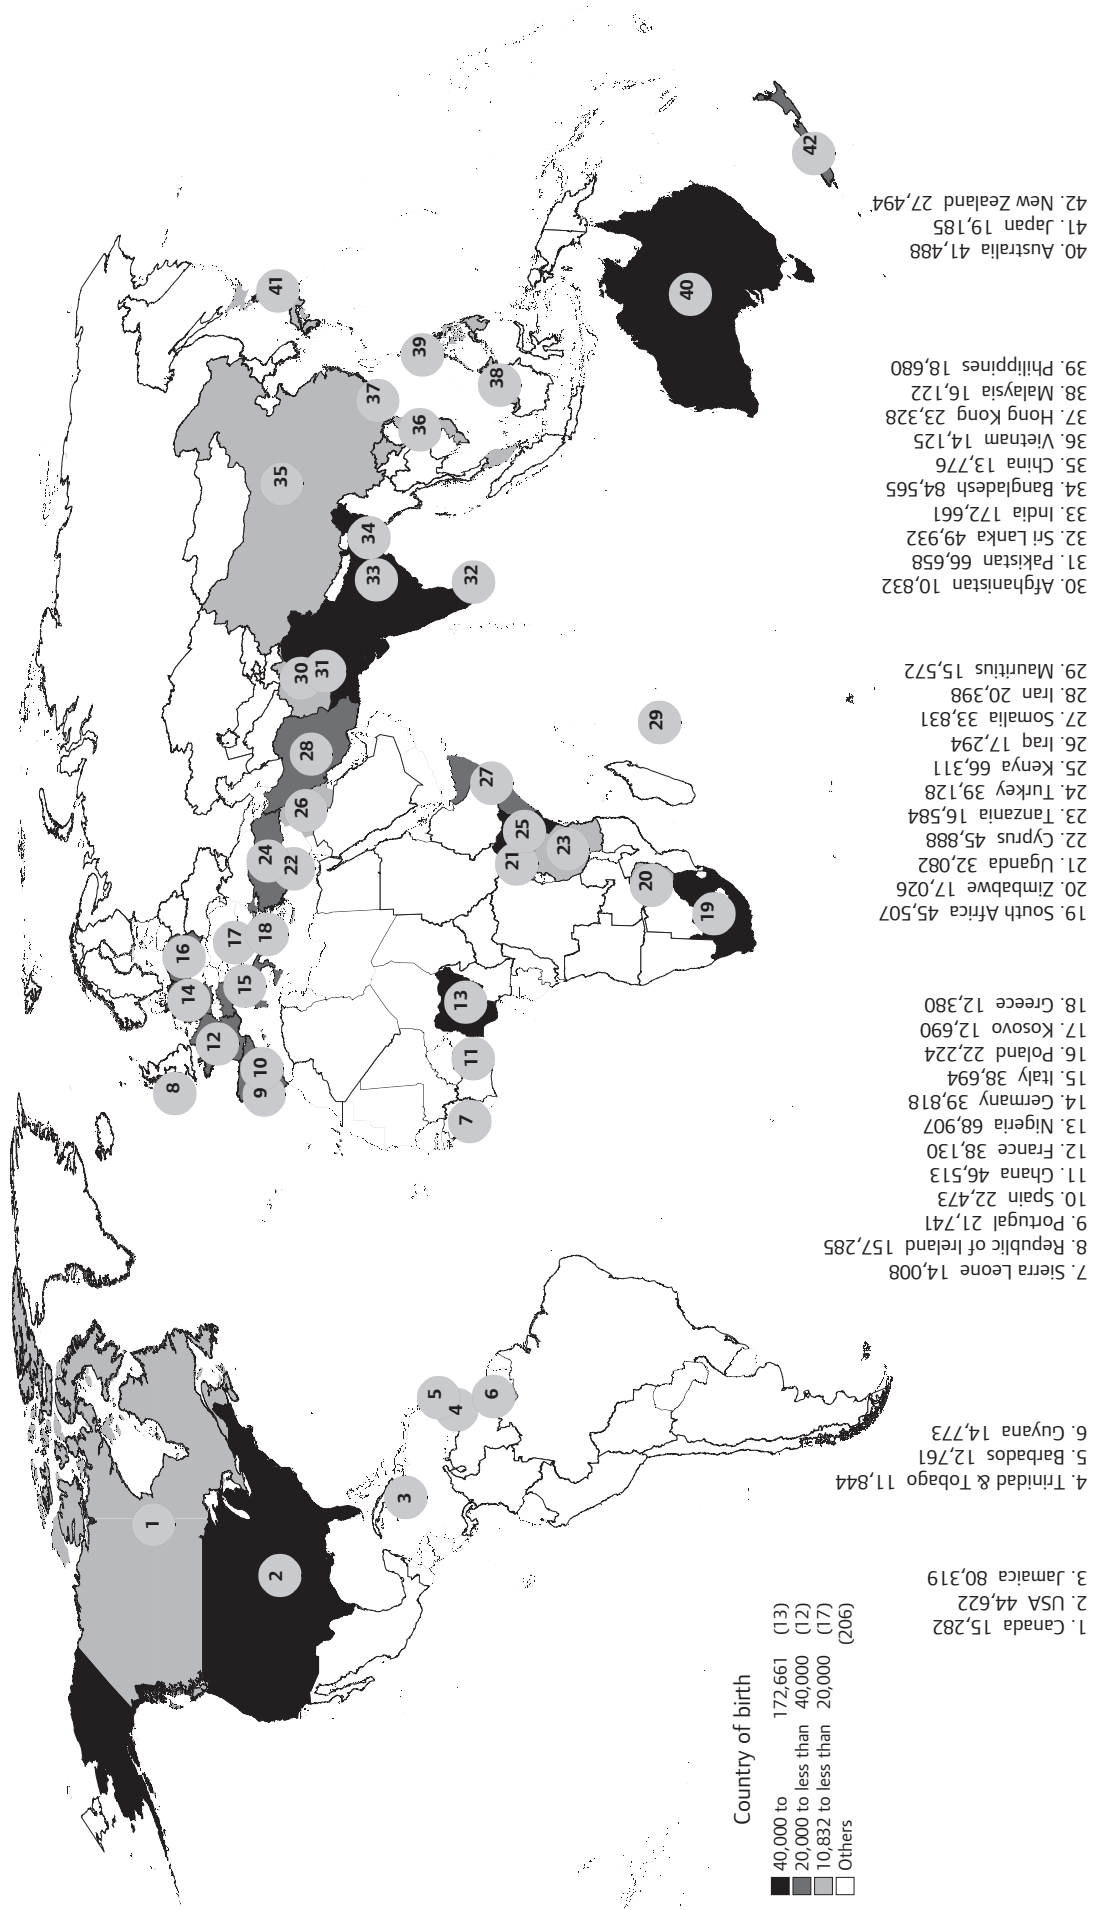 Country of birth
40,000 to 172,661 (13)
20,000 to less than 40,000 (12)
10,832 to less than 20,000 (17)
Others (206)
1. Canada 15,282
2. USA 44,622
3. Jamaica 80,319
4. Trinidad & Tobago 11,844
5. Barbados 12,761
6. Guyana 14,773
7. Sierra Leone 14,008
8. Republic of Ireland 157,285
9. Portugal 21,741
10. Spain 22,473
11. Ghana 46,513
12. France 38,130
13. Nigeria 68,907
14. Germany 39,818
15. Italy 38,694
16. Poland 22,224
17. Kosovo 12,690
18. Greece 12,380
19. South Africa 45,507
20. Zimbabwe 17,026
21. Uganda 32,082
22. Cyprus 45,888
23. Tanzania 16,584
24. Turkey 39,128
25. Kenya 66,311
26. Iraq 17,294
27. Somalia 33,831
28. Iran 20,398
29. Mauritius 15,572
30. Afghanistan 10,832
31. Pakistan 66,658
32. Sri Lanka 49,932
33. India 172,661
34. Bangladesh 84,565
35. China 13,776
36. Vietnam 14,125
37. Hong Kong 23,328
38. Malaysia 16,122
39. Philippines 18,680
40. Australia 41,488
41. Japan 19,185
42. New Zealand 27,494
1
2
3
4
5
6
7
8
9
10
11
12
13
14
15
16
17
18
19
20
21
22
23
24
25
26
27
28
29
30
31
32
33
34
35
36
37
38
39
40
41
42